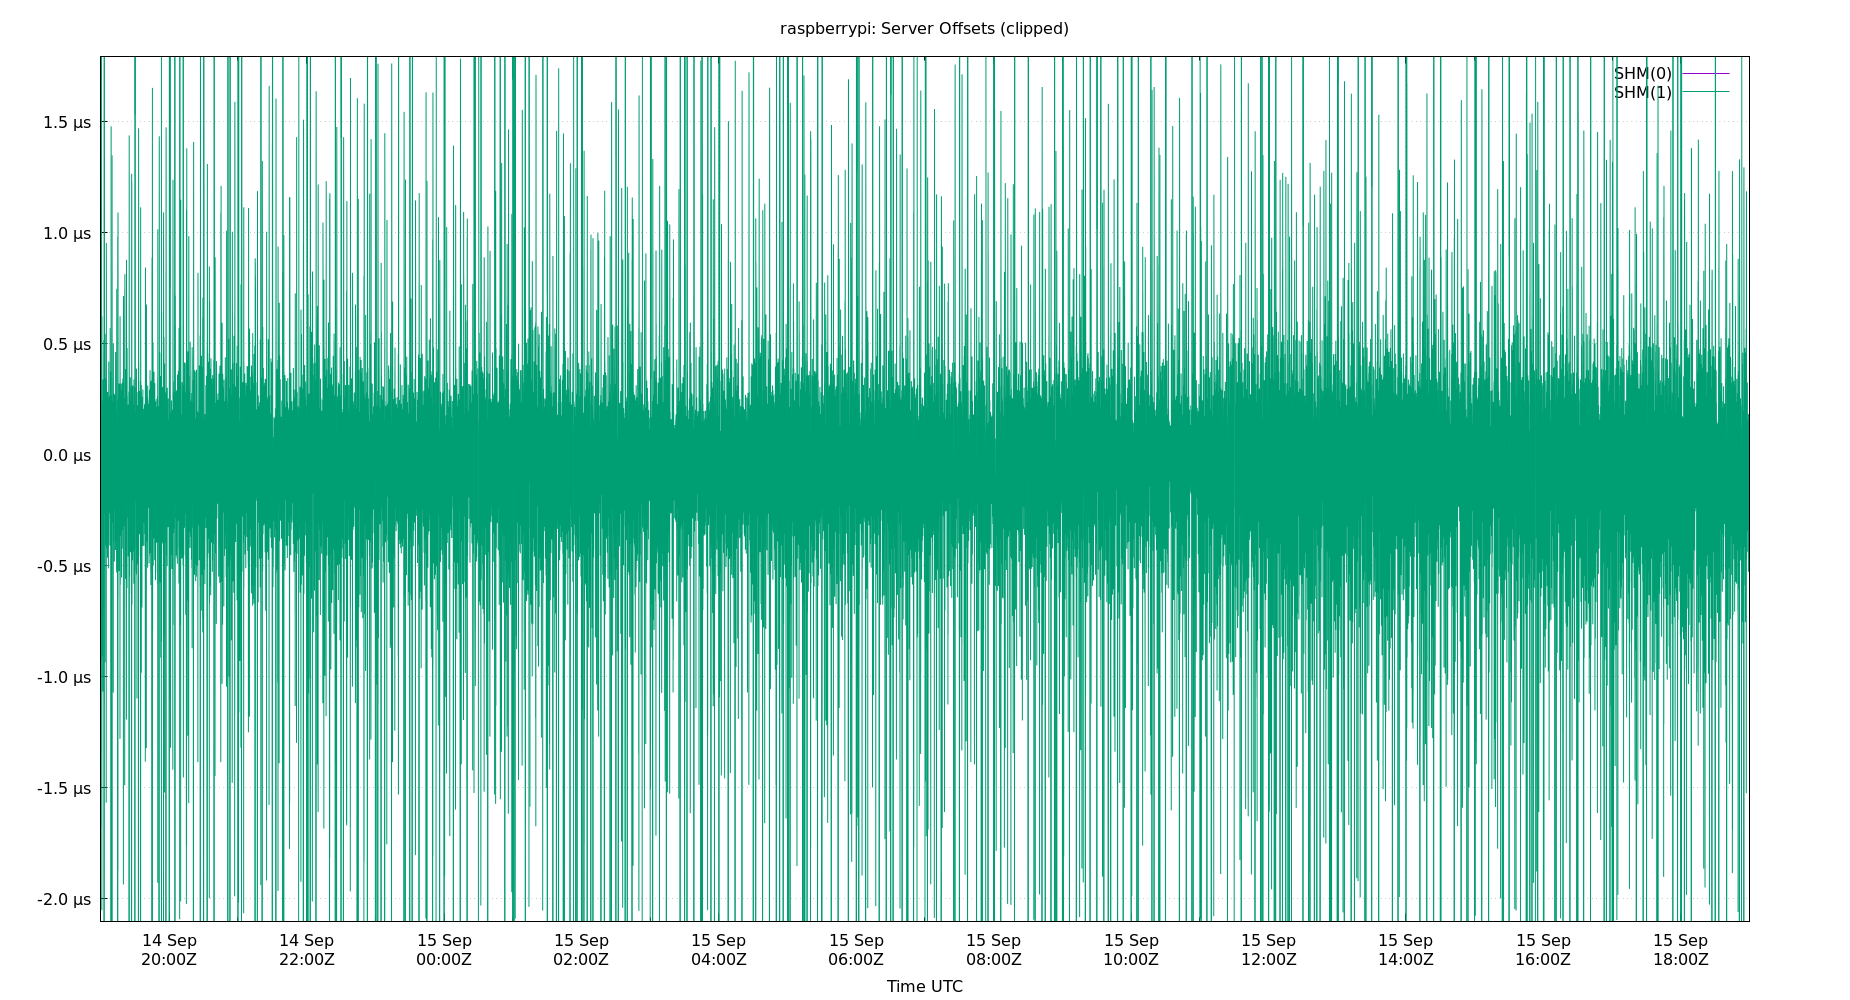 raspberrypi: Server Offsets (clipped)
SHM(0)
SHM(1)
1.5 µs
1.0 µs
0.5 µs
0.0 µs
-0.5 µs
-1.0 µs
-1.5 µs
-2.0 µs
14 Sep 14 Sep 15 Sep 15 Sep 15 Sep 15 Sep 15 Sep 15 Sep 15 Sep 15 Sep 15 Sep 15 Sep
20:00Z 22:00Z 00:00Z 02:00Z 04:00Z 06:00Z 08:00Z 10:00Z 12:00Z 14:00Z 16:00Z 18:00Z
Time UTC